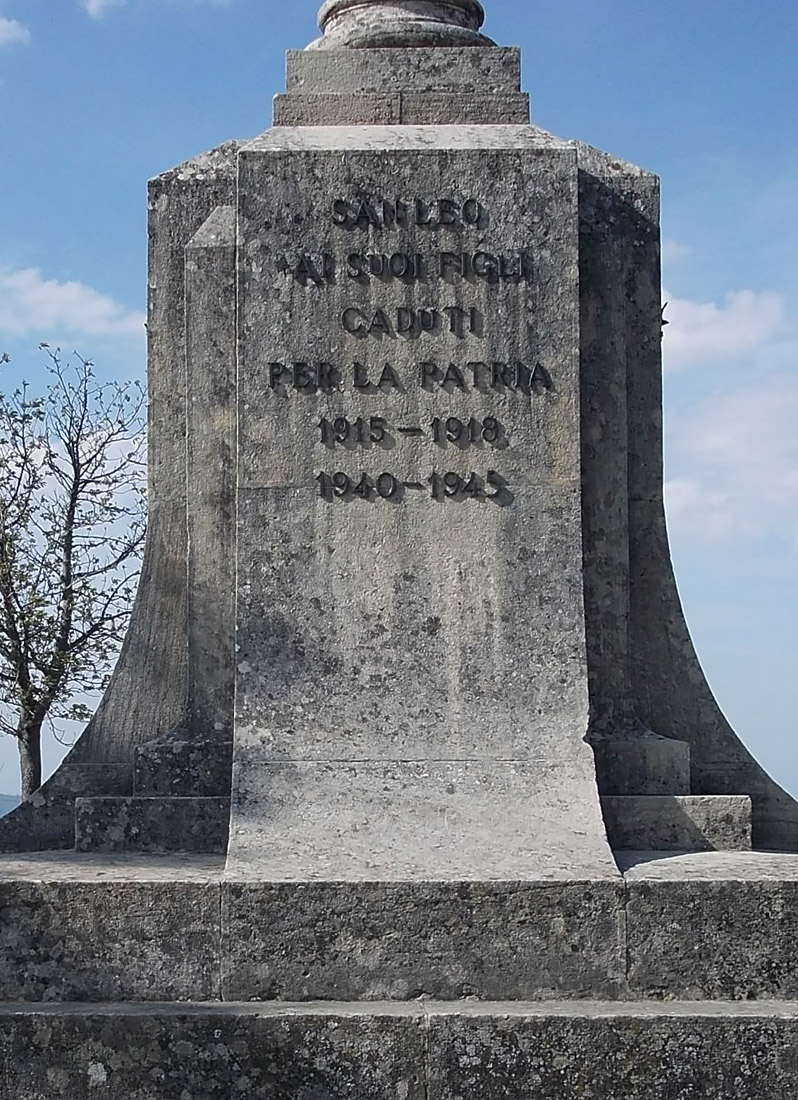 SAN LEO
AI SUOI FIGLI
CADUTI
PER LA PATRIA
1915-1918
1940-1945